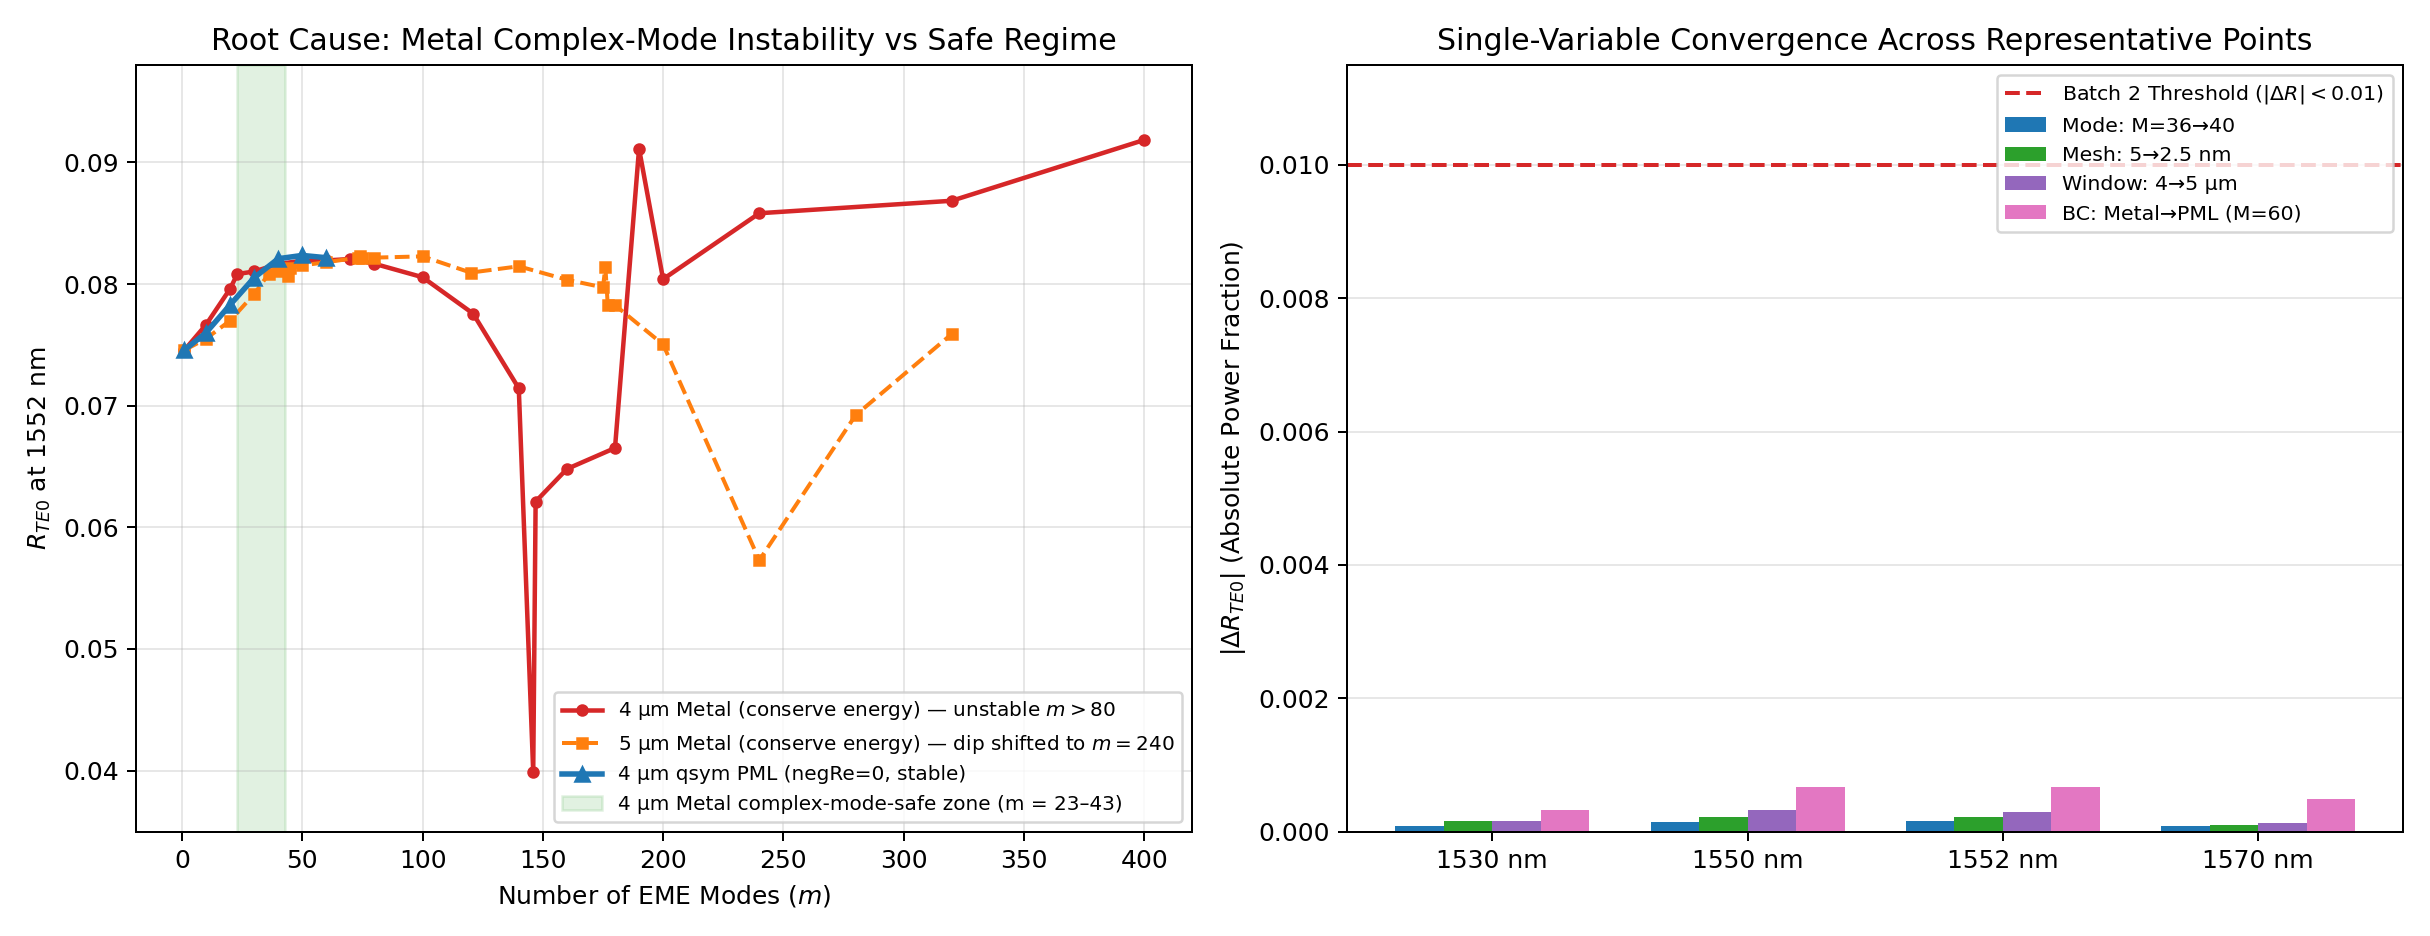 Root Cause: Metal Complex-Mode Instability vs Safe Regime
R_{TE0} at 1552 nm
0.09
0.08
0.07
0.06
0.05
0.04
4 μm Metal (conserve energy) — unstable m > 80
5 μm Metal (conserve energy) — dip shifted to m = 240
4 μm qsym PML (negRe=0, stable)
4 μm Metal complex-mode-safe zone (m = 23–43)
0 50 100 150 200 250 300 350 400
Number of EME Modes (m)
Single-Variable Convergence Across Representative Points
|ΔR_{TE0}| (Absolute Power Fraction)
0.010
0.008
0.006
0.004
0.002
0.000
Batch 2 Threshold (|ΔR| < 0.01)
Mode: M=36→40
Mesh: 5→2.5 nm
Window: 4→5 μm
BC: Metal→PML (M=60)
1530 nm 1550 nm 1552 nm 1570 nm